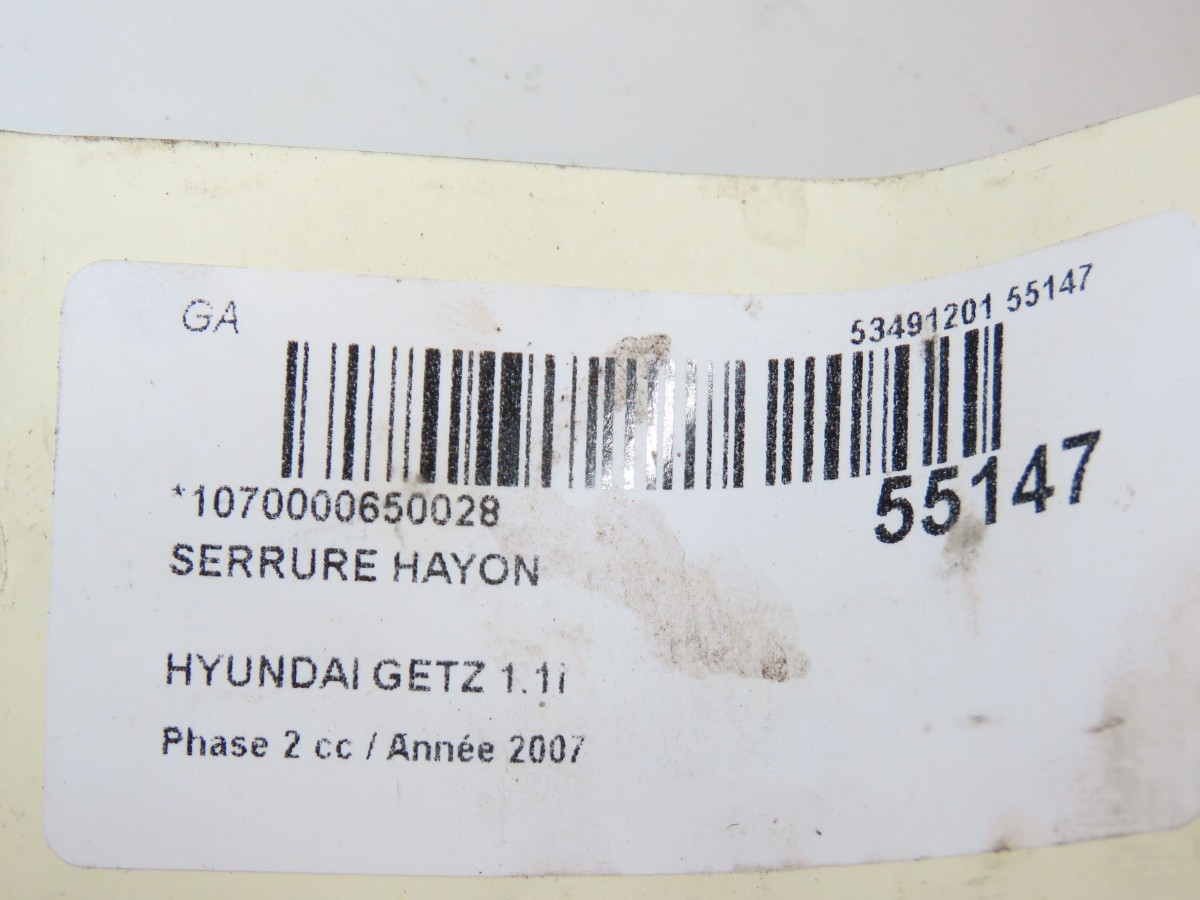 GA
53491201 55147
*1070000650028
55147
SERRURE HAYON
HYUNDAI GETZ 1.1i
Phase 2 cc / Année 2007